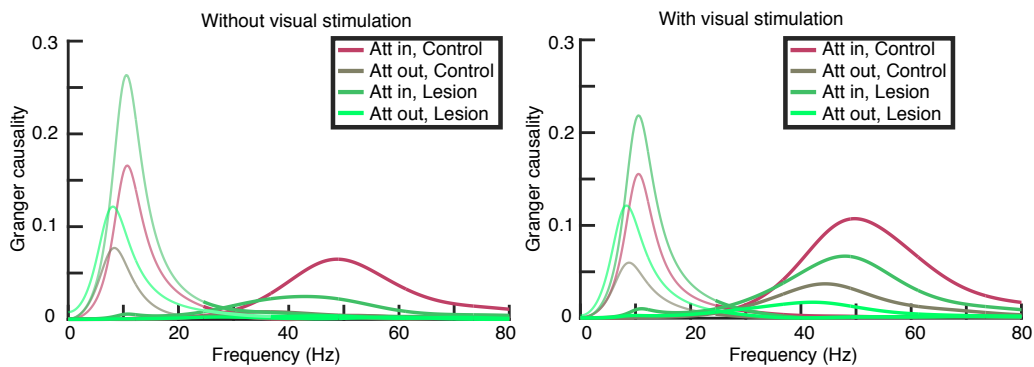 Without visual stimulation
0.3
0.2
0.1
0
Granger causality
Att in, Control
Att out, Control
Att in, Lesion
Att out, Lesion
0
20
40
60
80
Frequency (Hz)
With visual stimulation
0.3
0.2
0.1
0
Granger causality
Att in, Control
Att out, Control
Att in, Lesion
Att out, Lesion
0
20
40
60
80
Frequency (Hz)